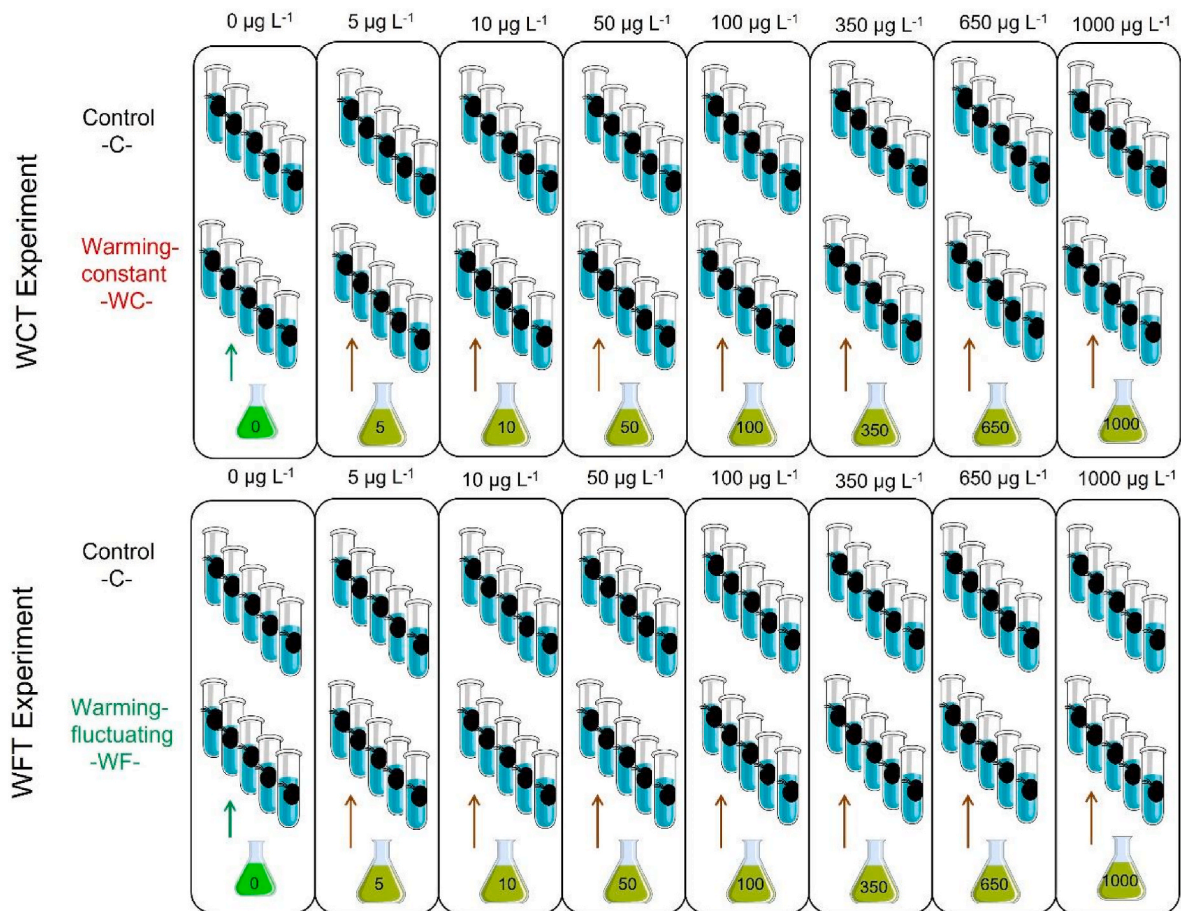 0 µg L-1 5 µg L-1 10 µg L-1 50 µg L-1 100 µg L-1 350 µg L-1 650 µg L-1 1000 µg L-1
WCT Experiment
Control
-C-
Warming-
constant
-WC-
0 5 10 50 100 350 650 1000
0 µg L-1 5 µg L-1 10 µg L-1 50 µg L-1 100 µg L-1 350 µg L-1 650 µg L-1 1000 µg L-1
WFT Experiment
Control
-C-
Warming-
fluctuating
-WF-
0 5 10 50 100 350 650 1000